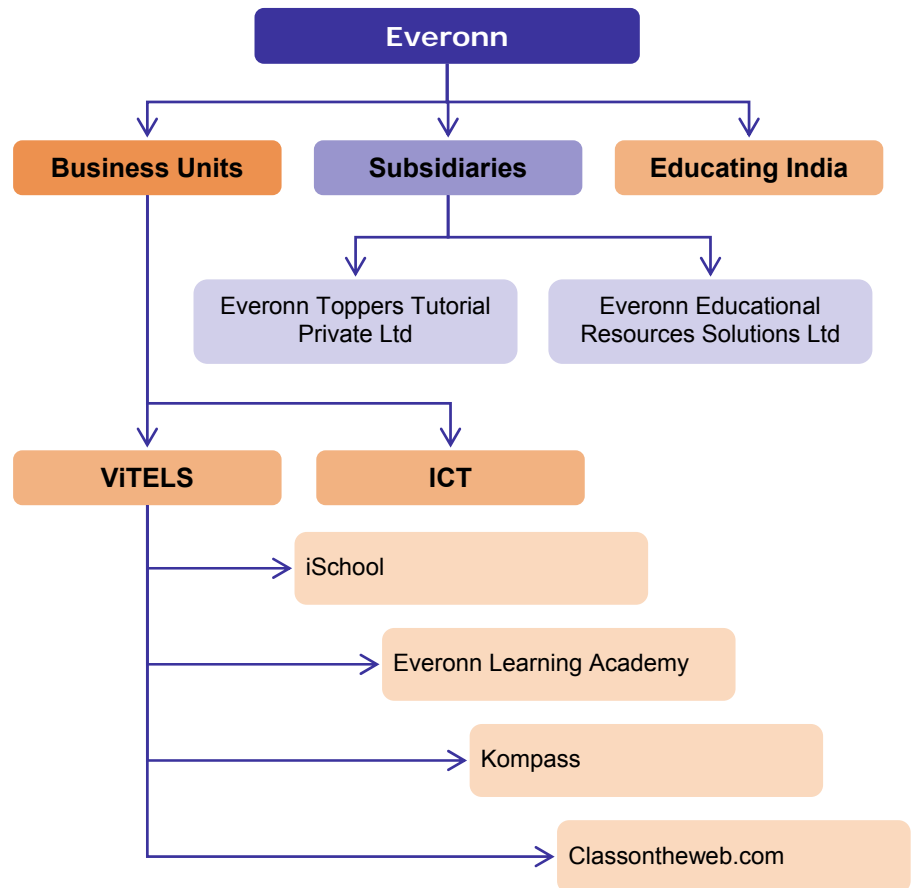 Everonn
Business Units
Subsidiaries
Educating India
Everonn Toppers Tutorial
Private Ltd
Everonn Educational
Resources Solutions Ltd
ViTELS
ICT
iSchool
Everonn Learning Academy
Kompass
Classontheweb.com